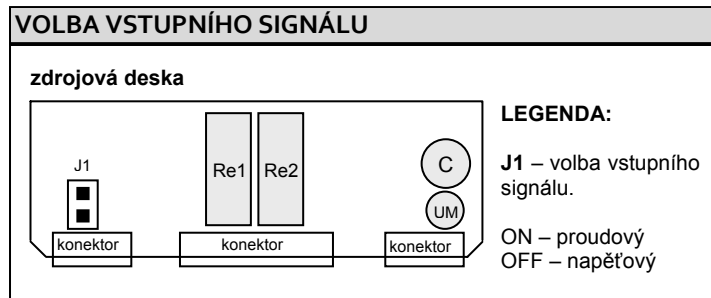 VOLBA VSTUPNÍHO SIGNÁLU
zdrojová deska
J1
Re1
Re2
C
UM
konektor
konektor
konektor
LEGENDA:
J1 – volba vstupního
signálu.
ON – proudový
OFF – napěťový